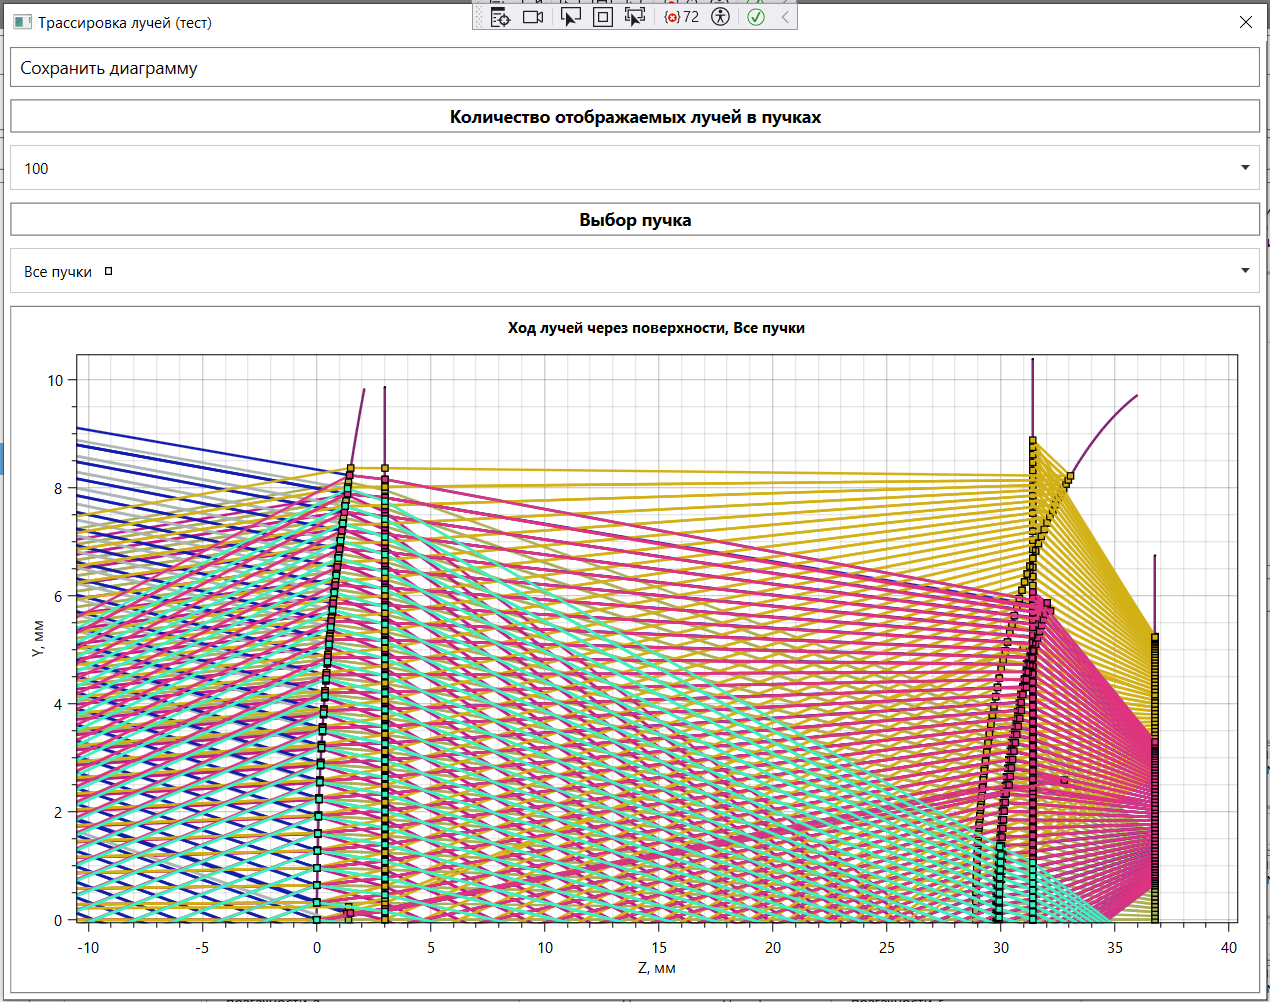 Трассировка лучей (тест)
72
Сохранить диаграмму
Количество отображаемых лучей в пучках
100
Выбор пучка
Все пучки
Ход лучей через поверхности, Все пучки
10
8
6
4
2
0
Y, мм
-10 -5 0 5 10 15 20 25 30 35 40
Z, мм